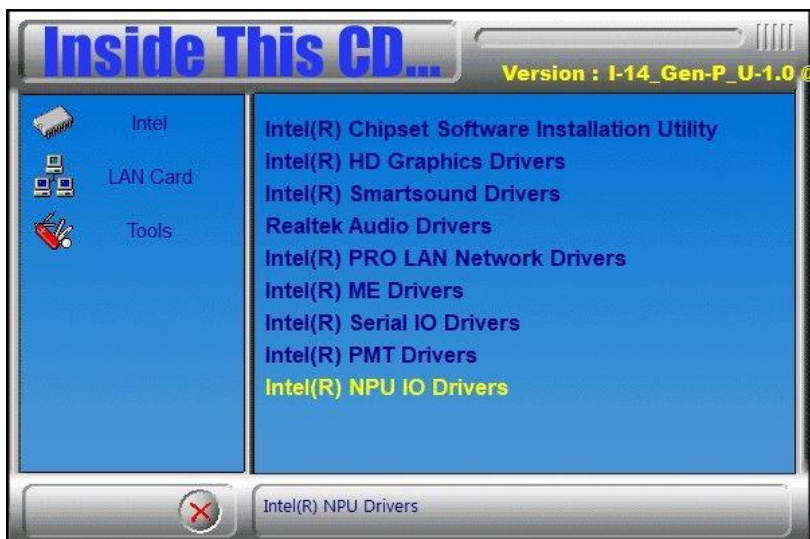 Inside This CD...
Version : I-14_Gen-P_U-1.0
Intel
LAN Card
Tools
Intel(R) Chipset Software Installation Utility
Intel(R) HD Graphics Drivers
Intel(R) Smartsound Drivers
Realtek Audio Drivers
Intel(R) PRO LAN Network Drivers
Intel(R) ME Drivers
Intel(R) Serial IO Drivers
Intel(R) PMT Drivers
Intel(R) NPU IO Drivers
Intel(R) NPU Drivers